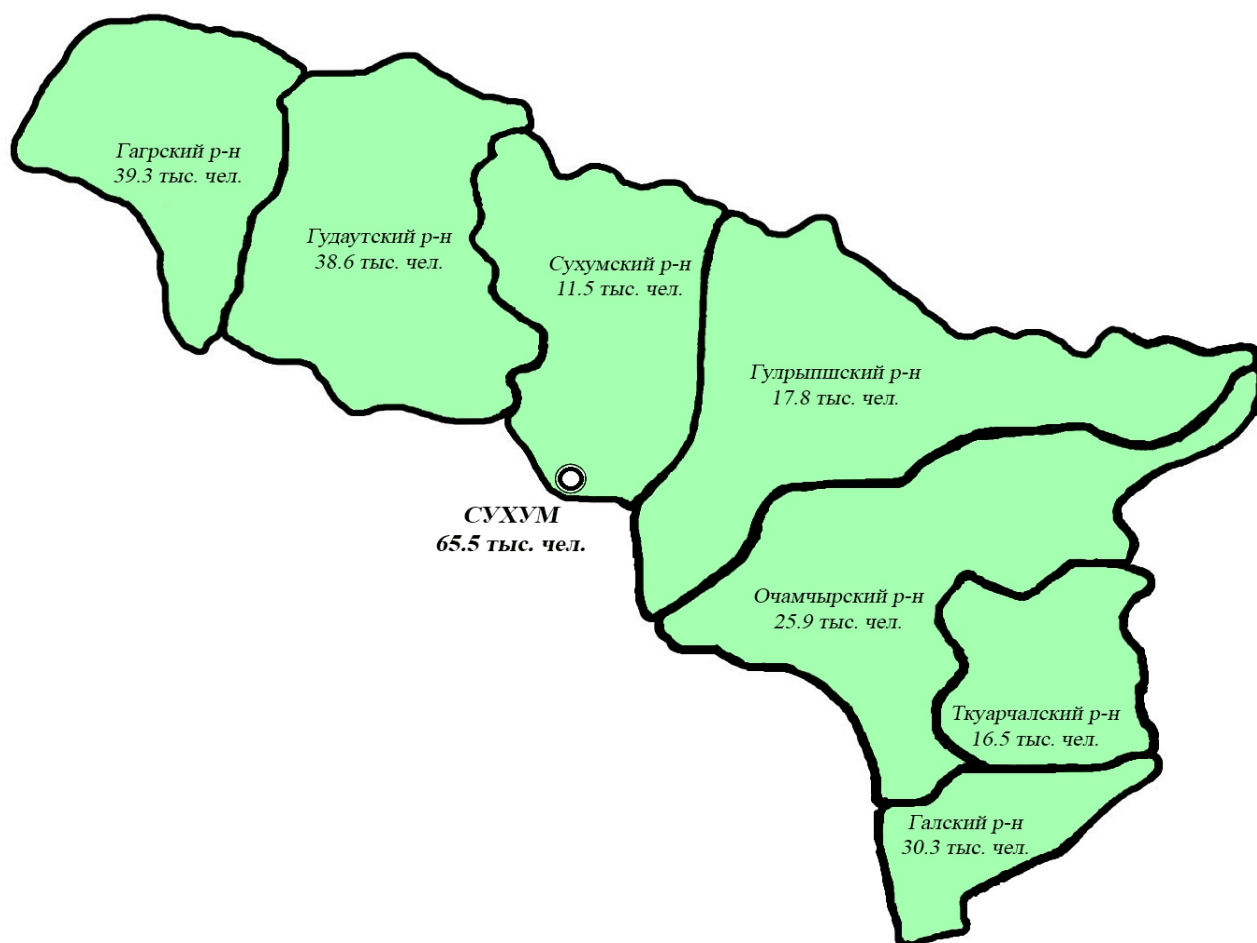 Гагрский р-н
39.3 тыс. чел.
Гудаутский р-н
38.6 тыс. чел.
Сухумский р-н
11.5 тыс. чел.
Гулрыпшский р-н
17.8 тыс. чел.
СУХУМ
65.5 тыс. чел.
Очамчырский р-н
25.9 тыс. чел.
Ткуарчалский р-н
16.5 тыс. чел.
Галский р-н
30.3 тыс. чел.